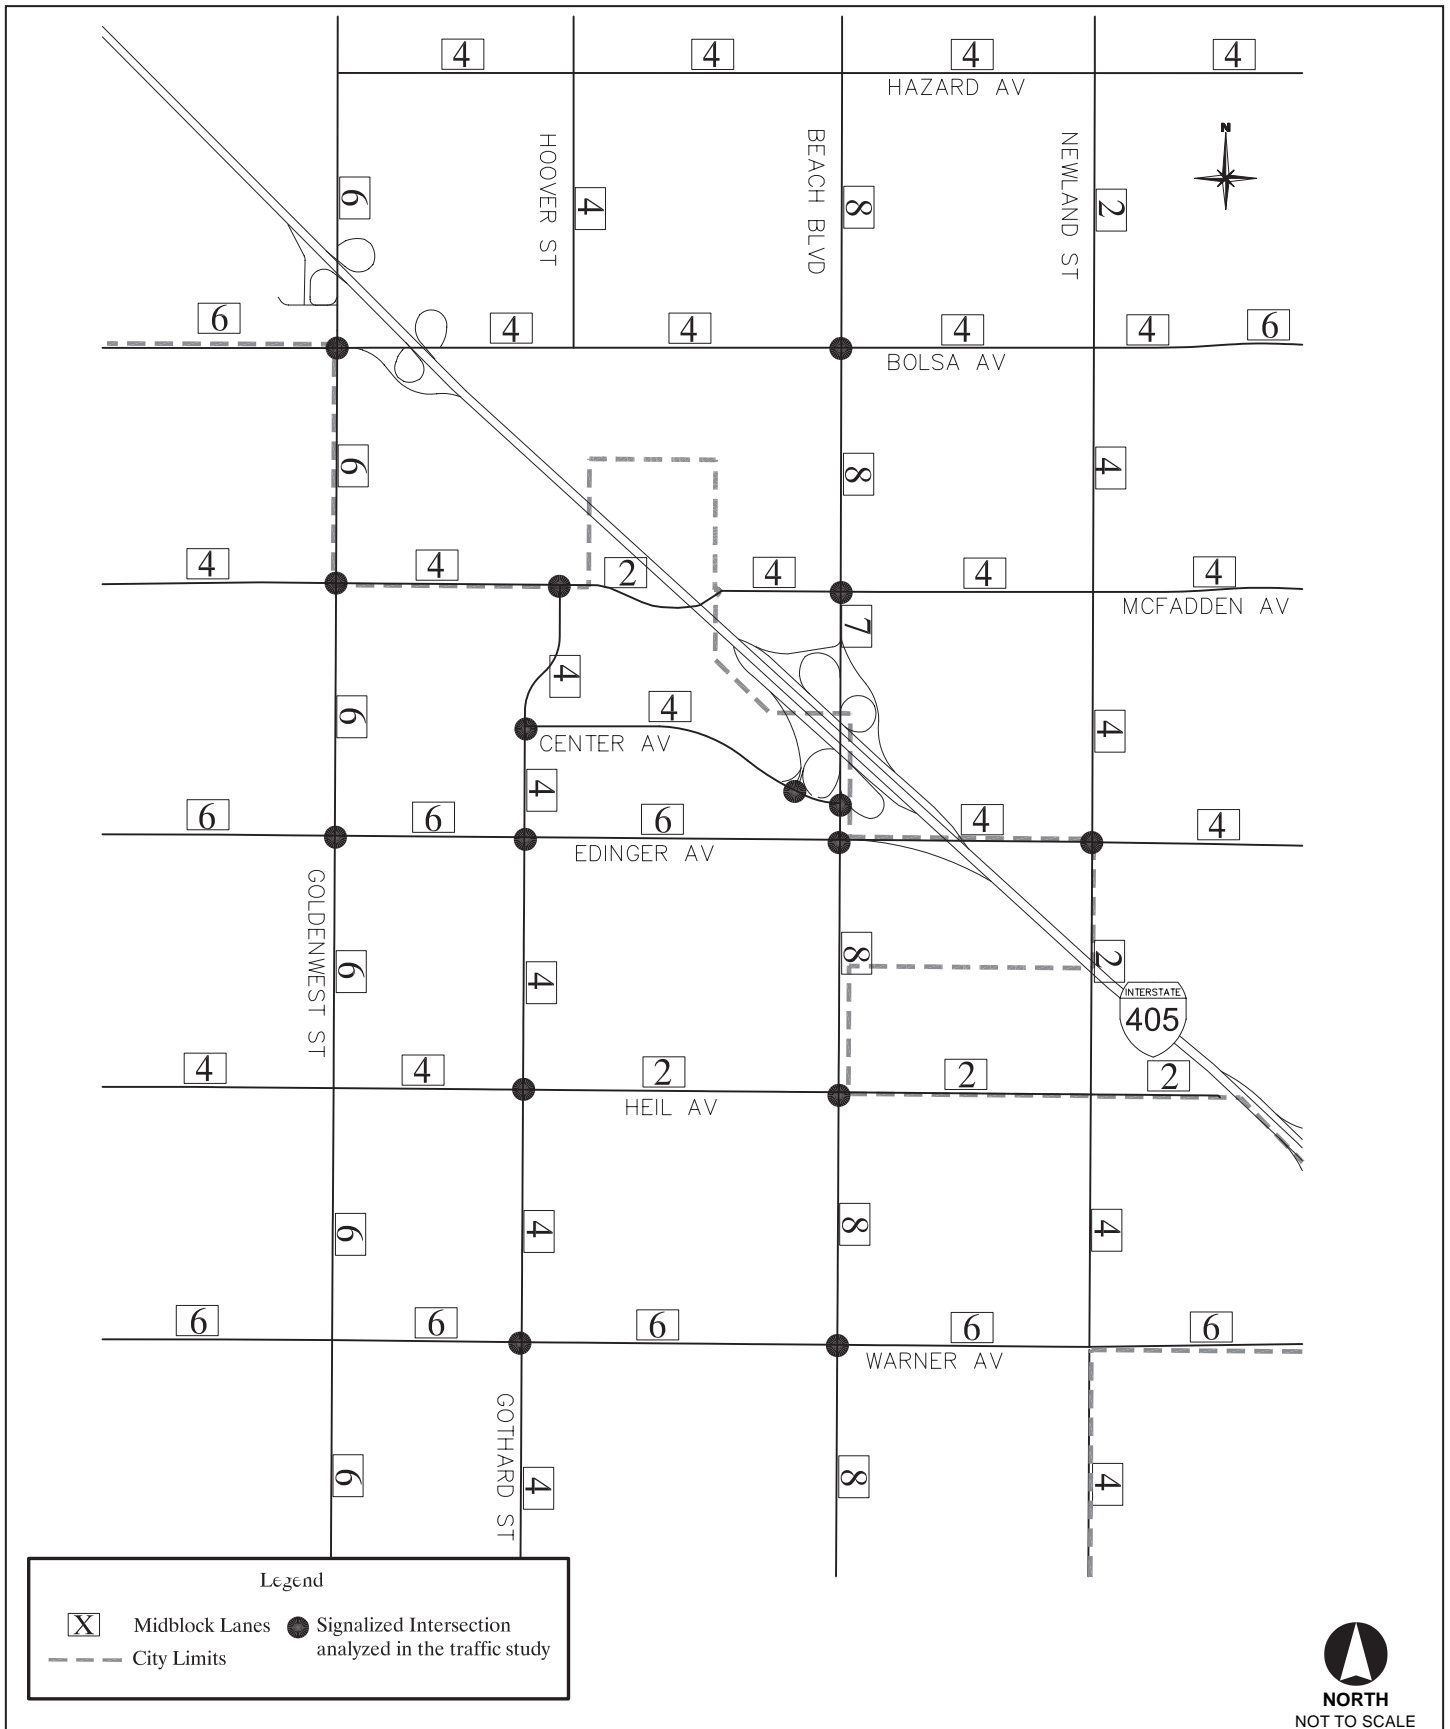 4 4 4 4
HAZARD AV
N
HOOVER ST
BEACH BLVD
NEWLAND ST
6 4 8 2
6 4 4 4 4 6
BOLSA AV
6 8 4
4 4 2 4 4 4
MCFADDEN AV
7
4
6 4 4
CENTER AV
4
6 6 6 4 4
EDINGER AV
GOLDENWEST ST
6 4 8 2
INTERSTATE
405
4 4 2 2 2
HEIL AV
6 4 8 4
6 6 6 6 6
WARNER AV
GOTHARD ST
6 4 8 4
Legend
X Midblock Lanes
Signalized Intersection
analyzed in the traffic study
City Limits
NORTH
NOT TO SCALE